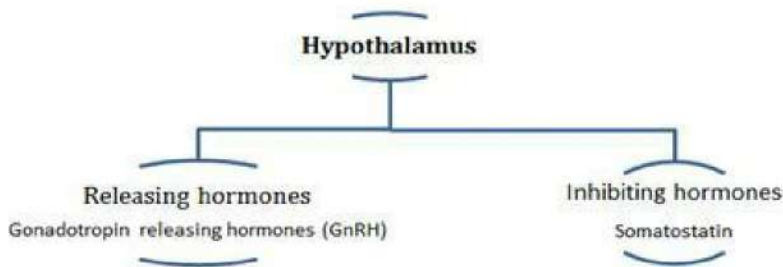 Hypothalamus
Releasing hormones
Gonadotropin releasing hormones (GnRH)
Inhibiting hormones
Somatostatin